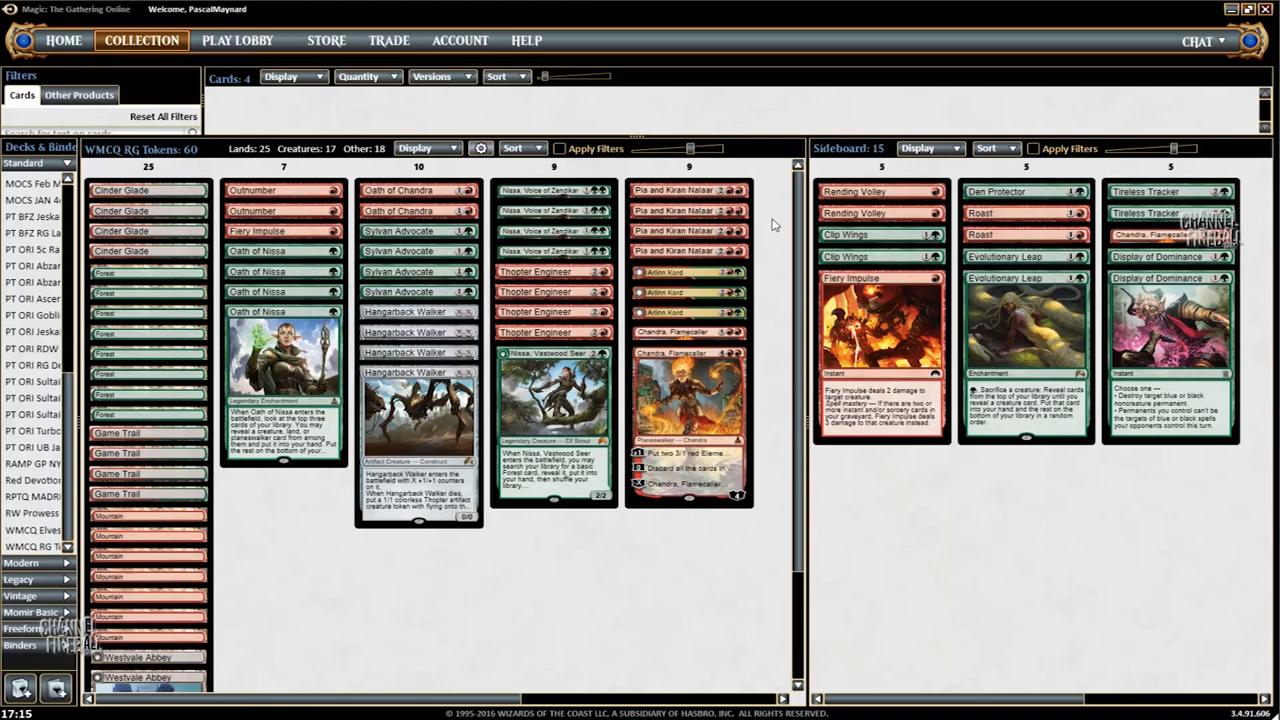 Magic: The Gathering Online Welcome, PascalMaynard
HOME COLLECTION PLAY LOBBY STORE TRADE ACCOUNT HELP CHAT
Filters
Cards Other Products
Reset All Filters
Cards: 4 Display Quantity Versions Sort
Decks & Binde
Standard
MOCS Feb M
MOCS JAN 4
PT BFZ Jeska
PT BFZ RG La
PT ORI 5c Ra
PT ORI Abzar
PT ORI Abzar
PT ORI Ascer
PT ORI Gobli
PT ORI Jeska
PT ORI RDW
PT ORI RG De
PT ORI Sultai
PT ORI Sultai
PT ORI Turbo
PT ORI UB Ja
RAMP GP NY
Red Devotion
RPTQ MADRI
RW Prowess
WMCQ Elves
WMCQ RG To
Modern
Legacy
Vintage
Momir Basic
Freeform
Binders
WMCQ RG Tokens: 60 Lands: 25 Creatures: 17 Other: 18 Display Sort Apply Filters
25 7 10 9 9
Cinder Glade
Cinder Glade
Cinder Glade
Cinder Glade
Forest
Forest
Forest
Forest
Forest
Forest
Forest
Forest
Game Trail
Game Trail
Game Trail
Game Trail
Mountain
Mountain
Mountain
Mountain
Mountain
Mountain
Mountain
Westvale Abbey
Westvale Abbey
Outnumber
Outnumber
Fiery Impulse
Oath of Nissa
Oath of Nissa
Oath of Nissa
Oath of Nissa
Legendary Enchantment
When Oath of Nissa enters the
battlefield, look at the top three
cards of your library. You may
reveal a creature, land, or
planeswalker card from among
them and put it into your hand. Put
the rest on the bottom of your...
Oath of Chandra
Oath of Chandra
Sylvan Advocate
Sylvan Advocate
Sylvan Advocate
Sylvan Advocate
Hangarback Walker XX
Hangarback Walker XX
Hangarback Walker XX
Hangarback Walker XX
Artifact Creature — Construct
Hangarback Walker enters the
battlefield with X +1/+1 counters
on it.
When Hangarback Walker dies,
put a 1/1 colorless Thopter artifact
creature token with flying onto th...
0/0
Nissa, Voice of Zendikar
Nissa, Voice of Zendikar
Nissa, Voice of Zendikar
Nissa, Voice of Zendikar
Thopter Engineer
Thopter Engineer
Thopter Engineer
Thopter Engineer
Nissa, Vastwood Seer
Legendary Creature — Elf Scout
When Nissa, Vastwood Seer
enters the battlefield, you may
search your library for a basic
Forest card, reveal it, put it into
your hand, then shuffle your
library....
2/2
Pia and Kiran Nalaar
Pia and Kiran Nalaar
Pia and Kiran Nalaar
Pia and Kiran Nalaar
Arlinn Kord
Arlinn Kord
Arlinn Kord
Chandra, Flamecaller
Chandra, Flamecaller
Planeswalker — Chandra
+1 Put two 3/1 red Eleme...
0 Discard all the cards in
-X Chandra, Flamecaller...
4
Sideboard: 15 Display Sort Apply Filters
5 5 5
Rending Volley
Rending Volley
Clip Wings
Clip Wings
Fiery Impulse
Instant
Fiery Impulse deals 2 damage to
target creature.
Spell mastery — If there are two or
more instant and/or sorcery cards
in your graveyard, Fiery Impulse deals
3 damage to that creature instead.
Den Protector
Roast
Roast
Evolutionary Leap
Evolutionary Leap
Enchantment
, Sacrifice a creature: Reveal cards
from the top of your library until you
reveal a creature card. Put that card
into your hand and the rest on the
bottom of your library in a random
order.
Tireless Tracker
Tireless Tracker
Chandra, Flamecaller
Display of Dominance
Display of Dominance
Instant
Choose one —
• Destroy target blue or black
noncreature permanent.
• Permanents you control can't be
the targets of blue or black spells
your opponents control this turn.
CHANNEL
FIREBALL
CHANNEL
FIREBALL
17:15 © 1995-2016 WIZARDS OF THE COAST LLC, A SUBSIDIARY OF HASBRO, INC. ALL RIGHTS RESERVED. 3.4.91.606